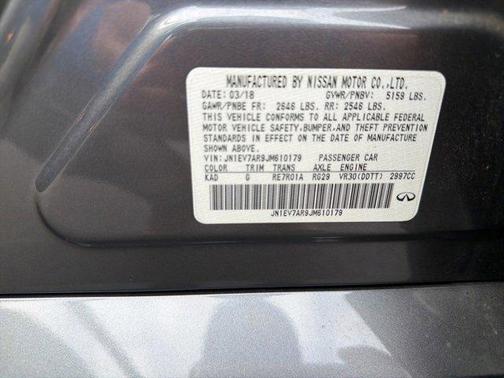 MANUFACTURED BY NISSAN MOTOR CO.,LTD.
DATE: 03/18 GVWR/PNBV: 5159 LBS.
GAWR/PNBE FR: 2646 LBS. RR: 2546 LBS.
THIS VEHICLE CONFORMS TO ALL APPLICABLE FEDERAL
MOTOR VEHICLE SAFETY,BUMPER,AND THEFT PREVENTION
STANDARDS IN EFFECT ON THE DATE OF MANUFACTURE
SHOWN ABOVE.
VIN: JN1EV7AR9JM610179 PASSENGER CAR
COLOR TRIM TRANS AXLE ENGINE
KAD G RE7R01A RG29 VR30(DDTT) 2997CC
JN1EV7AR9JM610179